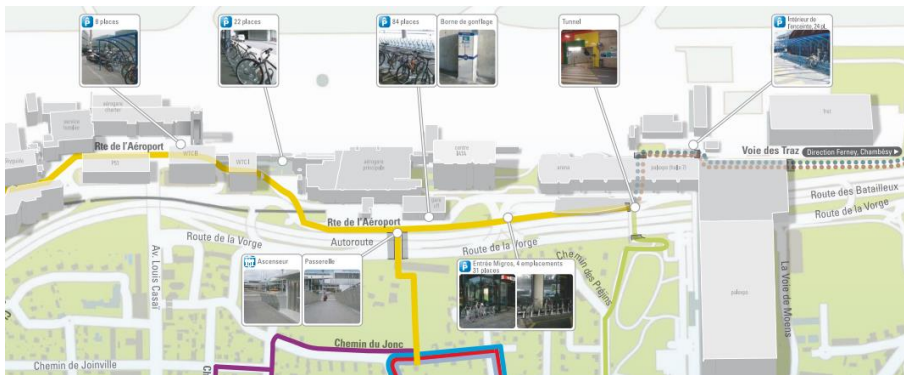 8 places
22 places
84 places
Borne de gonflage
Tunnel
Intérieur de
l'enceinte, 24 pl.
Rte de l'Aéroport
Voie des Traz
Direction Ferney, Chambésy
Route des Batailleux
Route de la Vorge
Rte de l'Aéroport
Route de la Vorge
Autoroute
Route de la Vorge
Av. Louis Casaï
Ascenseur
Passerelle
Entrée Migros, 4 emplacements
31 places
Chemin des Préjins
La Voie de Moëns
palexpo
Chemin du Jonc
Chemin de Joinville